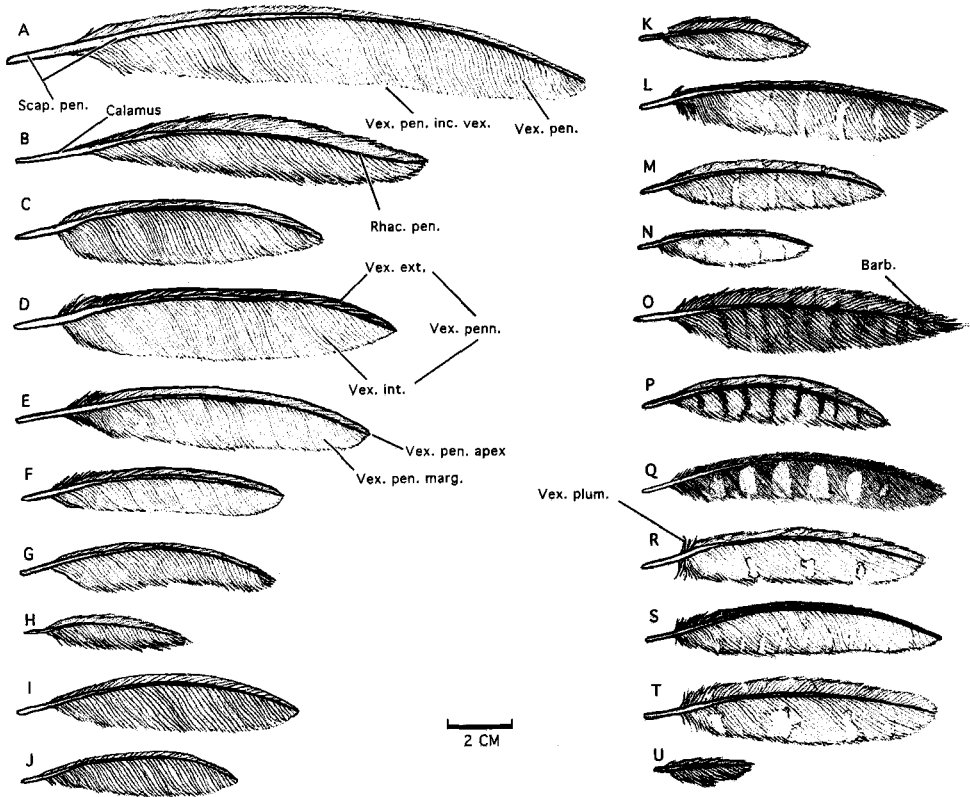 A
Scap. pen.
Calamus
Vex. pen. inc. vex.
Vex. pen.
B
Rhac. pen.
C
D
Vex. ext.
Vex. penn.
Vex. int.
E
Vex. pen. apex
Vex. pen. marg.
F
G
H
I
J
2 CM
K
L
M
N
Barb.
O
P
Q
Vex. plum.
R
S
T
U